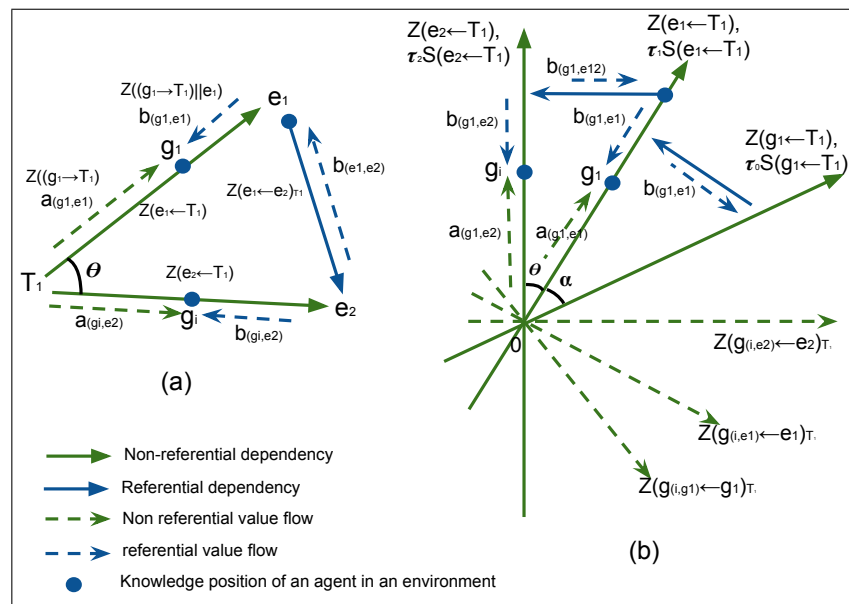 Z((g₁→T₁)||e₁)
b(g1,e1)
e₁
g₁
Z((g₁→T₁)
a(g1,e1)
Z(e₁←T₁)
b(e1,e2)
Z(e₁←e₂)T₁
T₁
θ
Z(e₂←T₁)
e₂
gᵢ
a(gi,e2)
b(gi,e2)
(a)
Z(e₂←T₁),
τ₂S(e₂←T₁)
Z(e₁←T₁),
τ₁S(e₁←T₁)
b(g1,e12)
b(g1,e2)
b(g1,e1)
Z(g₁←T₁),
τ₀S(g₁←T₁)
gᵢ
g₁
b(g1,e1)
a(g1,e2)
a(g1,e1)
θ
α
0
Z(g(i,e2)←e₂)T₁
Z(g(i,e1)←e₁)T₁
Z(g(i,g1)←g₁)T₁
(b)
Non-referential dependency
Referential dependency
Non referential value flow
referential value flow
Knowledge position of an agent in an environment